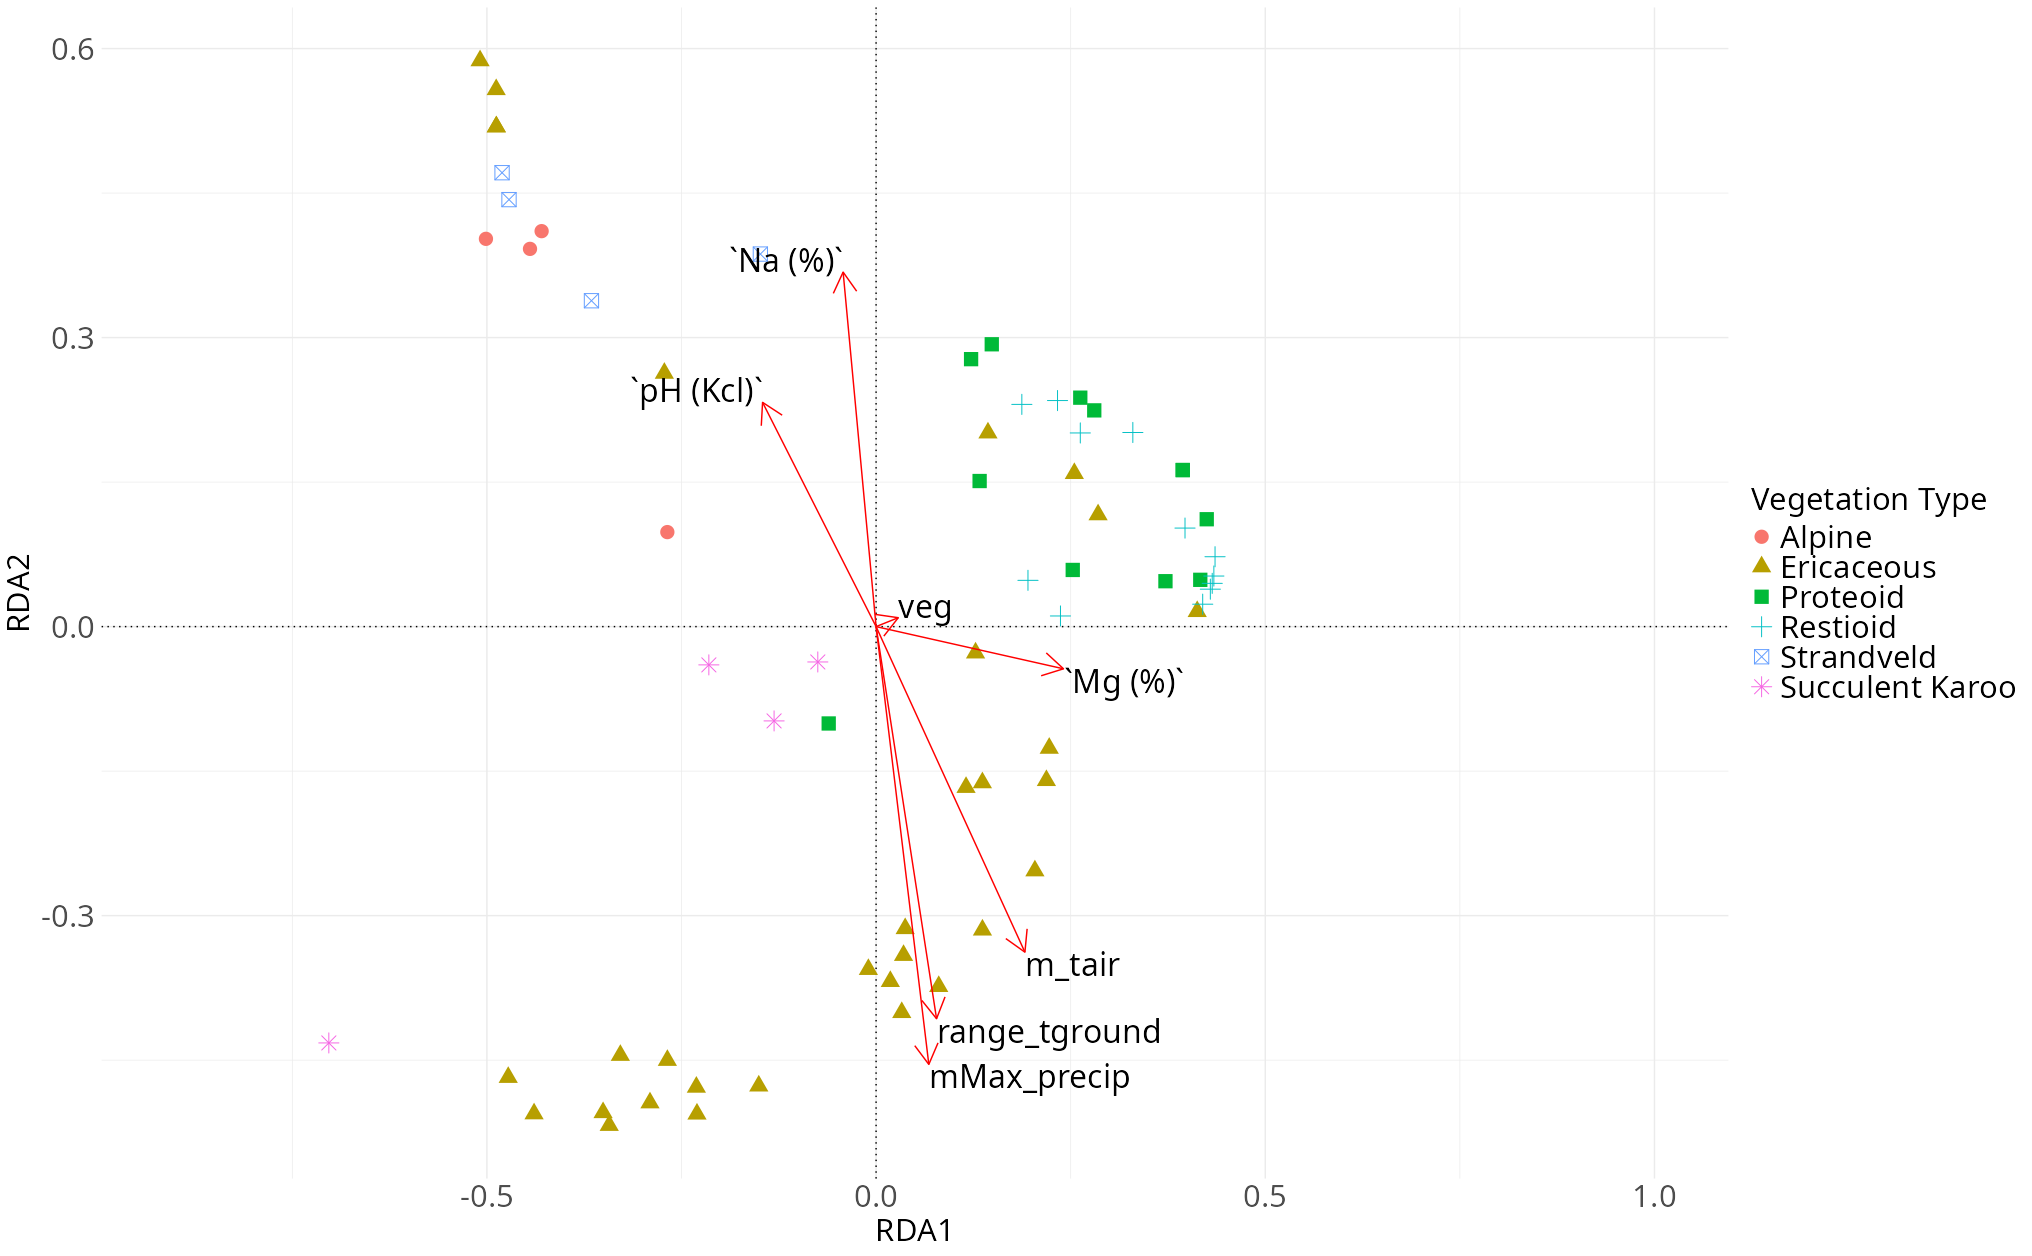 0.6
0.3
0.0
-0.3
RDA2
-0.5
0.0
0.5
1.0
RDA1
`Na (%)`
`pH (Kcl)`
veg
`Mg (%)`
m_tair
range_tground
mMax_precip
Vegetation Type
Alpine
Ericaceous
Proteoid
Restioid
Strandveld
Succulent Karoo